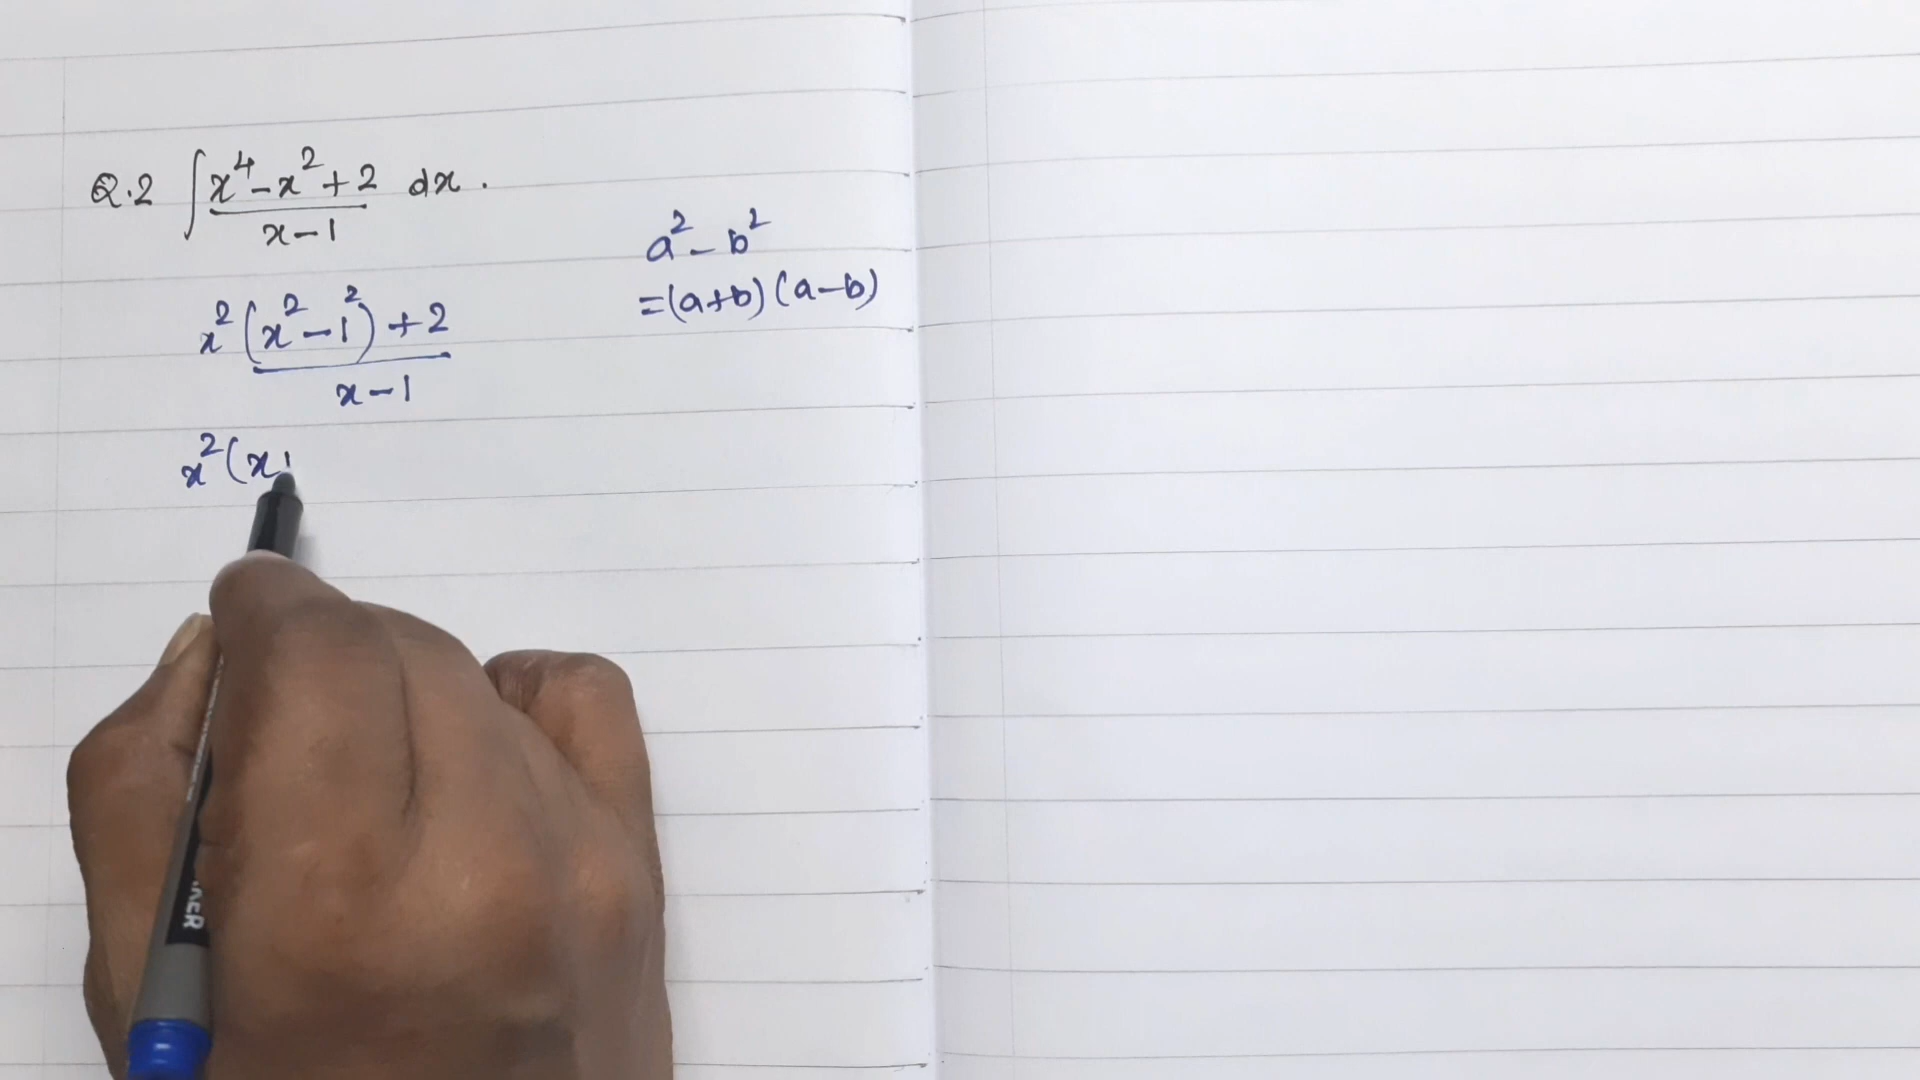 Q.2 ∫ x⁴-x²+2 dx.
x-1
a²-b²
=(a+b)(a-b)
x²(x²-1²)+2
x-1
x²(x